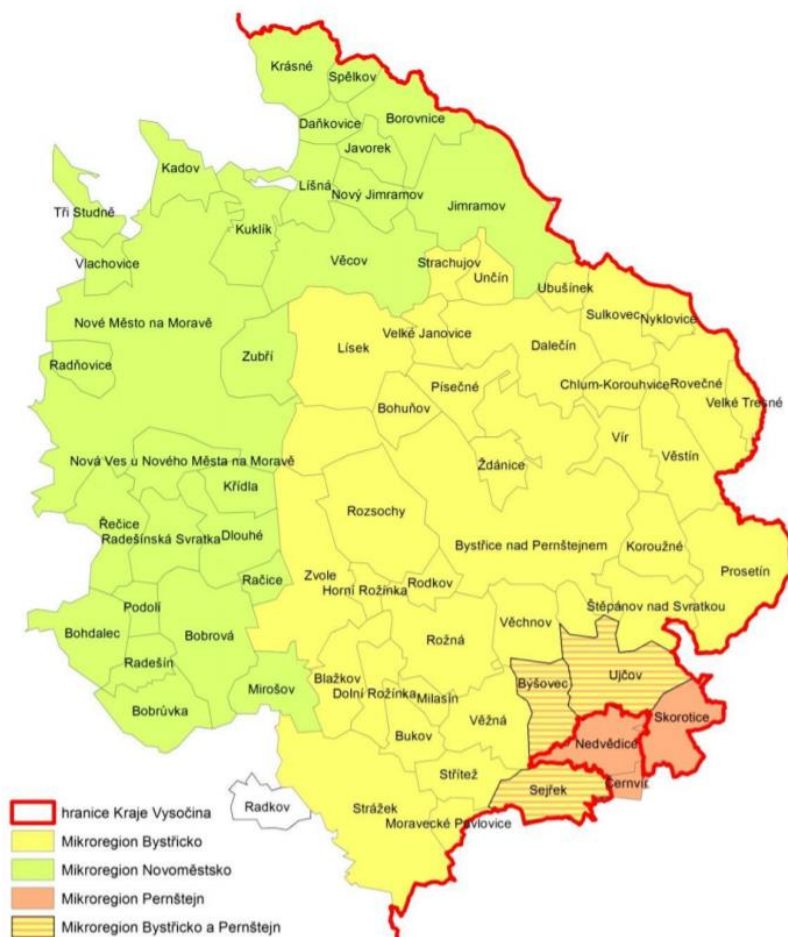 Krásné
Spělkov
Daňkovice
Borovnice
Javorek
Kadov
Líšná
Nový Jimramov
Jimramov
Tři Studně
Kuklík
Vlachovice
Věcov
Strachujov
Unčín
Ubušínek
Sulkovec
Nyklovice
Nové Město na Moravě
Velké Janovice
Zubří
Lísek
Dalečín
Radňovice
Písečné
Chlum-Korouhvice
Rovečné
Velké Tresné
Bohuňov
Vír
Nová Ves u Nového Města na Moravě
Ždánice
Věstín
Křídla
Rozsochy
Řečice
Radešínská Svratka
Dlouhé
Bystřice nad Pernštejnem
Koroužné
Prosetín
Račice
Zvole
Horní Rožínka
Rodkov
Podolí
Štěpánov nad Svratkou
Bohdalec
Bobrová
Rožná
Věchnov
Radešín
Ujčov
Mirošov
Blažkov
Býšovec
Dolní Rožínka
Milasín
Bobrůvka
Skorotice
Bukov
Věžná
Nedvědice
Střítež
Černvír
Sejřek
Radkov
Strážek
Moravecké Pavlovice
hranice Kraje Vysočina
Mikroregion Bystřicko
Mikroregion Novoměstsko
Mikroregion Pernštejn
Mikroregion Bystřicko a Pernštejn